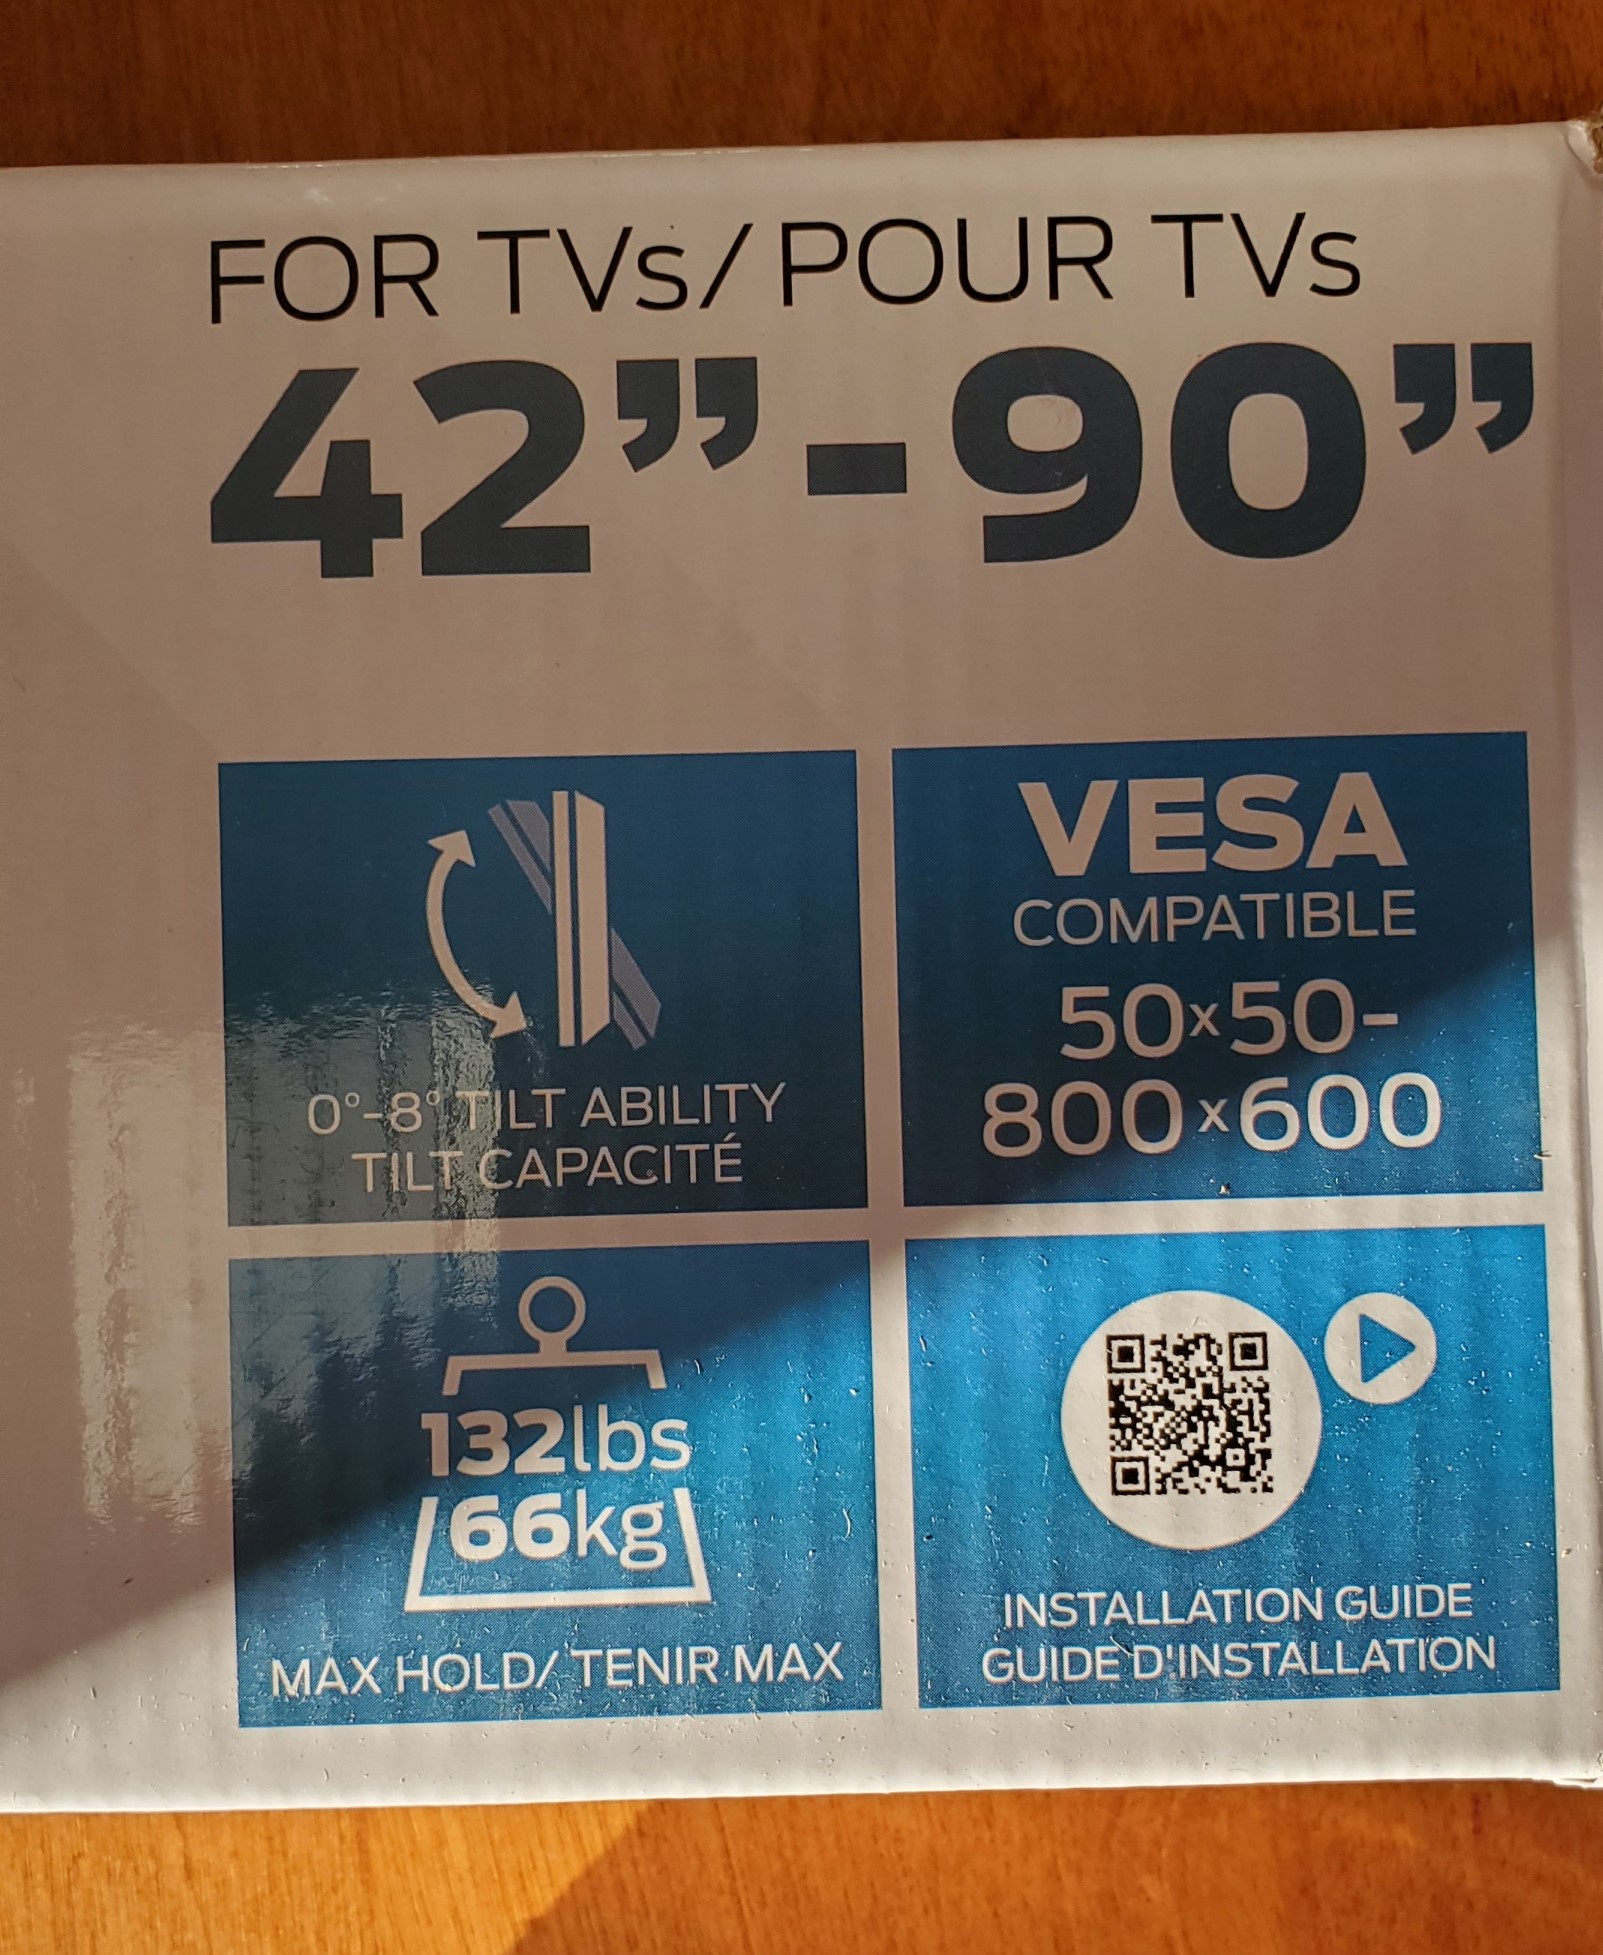 FOR TVs/POUR TVs
42”-90”
0°-8° TILT ABILITY
TILT CAPACITÉ
VESA
COMPATIBLE
50x50-
800x600
132lbs
66kg
MAX HOLD/ TENIR MAX
INSTALLATION GUIDE
GUIDE D'INSTALLATION